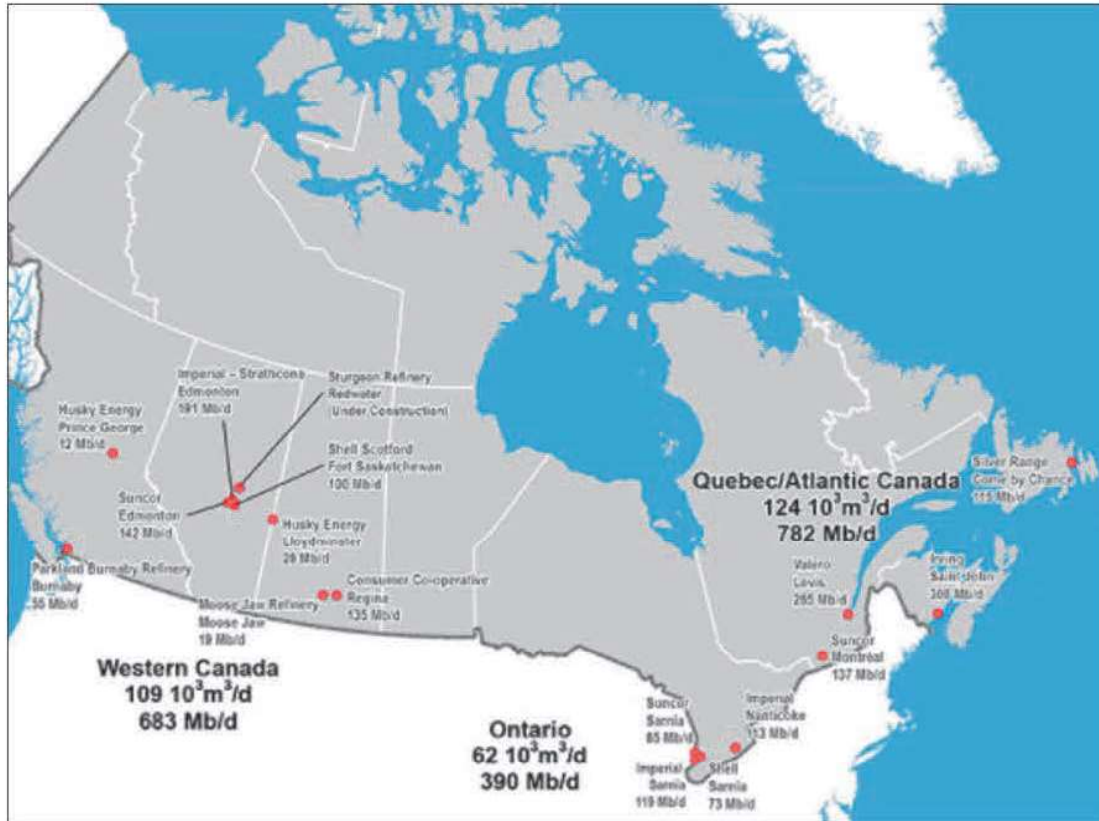 Imperial – Strathcona
Edmonton
191 Mb/d
Sturgeon Refinery
Redwater
(Under Construction)
Husky Energy
Prince George
12 Mb/d
Shell Scotford
Fort Saskatchewan
100 Mb/d
Suncor
Edmonton
142 Mb/d
Husky Energy
Lloydminster
29 Mb/d
Parkland Burnaby Refinery
Burnaby
55 Mb/d
Moose Jaw Refinery
Moose Jaw
19 Mb/d
Consumer Co-operative
Regina
135 Mb/d
Western Canada
109 10³m³/d
683 Mb/d
Ontario
62 10³m³/d
390 Mb/d
Suncor
Sarnia
85 Mb/d
Imperial
Nanticoke
113 Mb/d
Imperial
Sarnia
119 Mb/d
Shell
Sarnia
73 Mb/d
Quebec/Atlantic Canada
124 10³m³/d
782 Mb/d
Silver Range
Come by Chance
115 Mb/d
Valero
Levis
265 Mb/d
Irving
Saint John
Mb/d
Suncor
Montréal
137 Mb/d